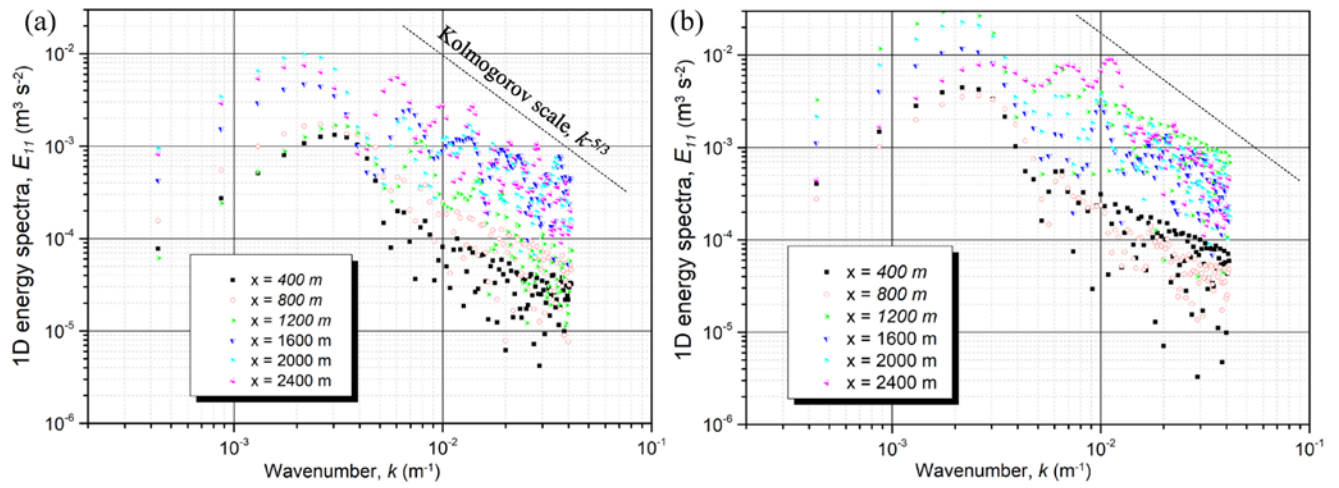 (a)
1D energy spectra, E₁₁ (m³ s⁻²)
10⁻²
10⁻³
10⁻⁴
10⁻⁵
10⁻⁶
Kolmogorov scale, k⁻⁵ᐟ³
x = 400 m
x = 800 m
x = 1200 m
x = 1600 m
x = 2000 m
x = 2400 m
10⁻³
10⁻²
10⁻¹
Wavenumber, k (m⁻¹)
(b)
1D energy spectra, E₁₁ (m³ s⁻²)
10⁻²
10⁻³
10⁻⁴
10⁻⁵
10⁻⁶
x = 400 m
x = 800 m
x = 1200 m
x = 1600 m
x = 2000 m
x = 2400 m
10⁻³
10⁻²
10⁻¹
Wavenumber, k (m⁻¹)